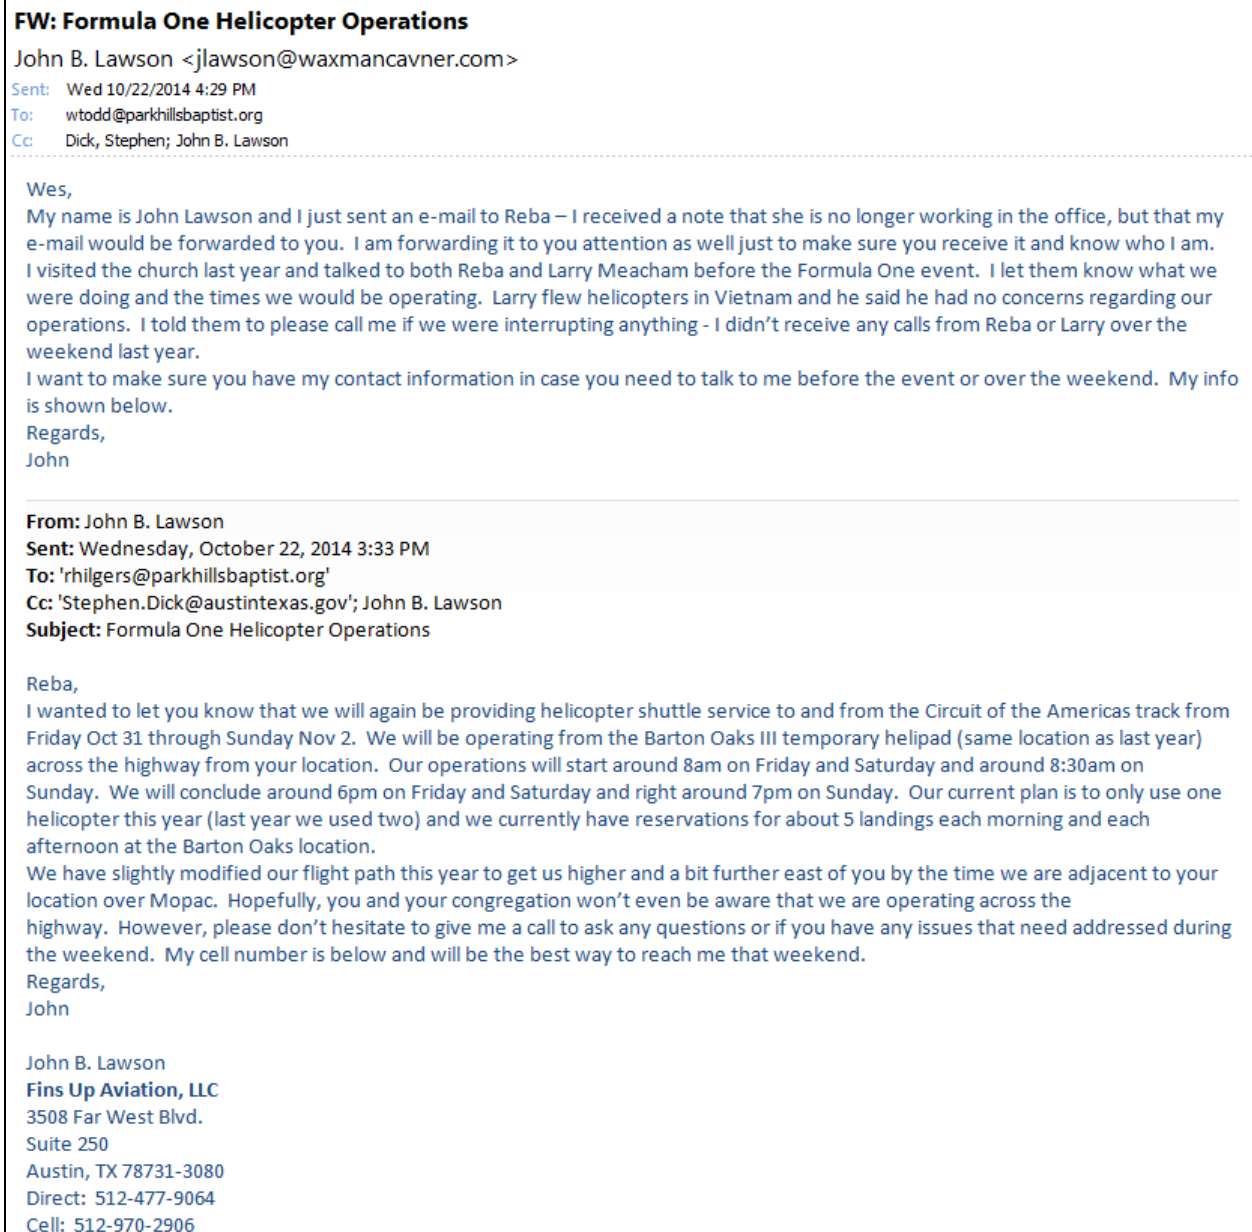 FW: Formula One Helicopter Operations
John B. Lawson <jlawson@waxmancavner.com>
Sent: Wed 10/22/2014 4:29 PM
To: wtodd@parkhillsbaptist.org
Cc: Dick, Stephen; John B. Lawson
Wes,
My name is John Lawson and I just sent an e-mail to Reba – I received a note that she is no longer working in the office, but that my
e-mail would be forwarded to you.  I am forwarding it to you attention as well just to make sure you receive it and know who I am.
I visited the church last year and talked to both Reba and Larry Meacham before the Formula One event.  I let them know what we
were doing and the times we would be operating.  Larry flew helicopters in Vietnam and he said he had no concerns regarding our
operations.  I told them to please call me if we were interrupting anything - I didn't receive any calls from Reba or Larry over the
weekend last year.
I want to make sure you have my contact information in case you need to talk to me before the event or over the weekend.  My info
is shown below.
Regards,
John
From: John B. Lawson
Sent: Wednesday, October 22, 2014 3:33 PM
To: 'rhilgers@parkhillsbaptist.org'
Cc: 'Stephen.Dick@austintexas.gov'; John B. Lawson
Subject: Formula One Helicopter Operations
Reba,
I wanted to let you know that we will again be providing helicopter shuttle service to and from the Circuit of the Americas track from
Friday Oct 31 through Sunday Nov 2.  We will be operating from the Barton Oaks III temporary helipad (same location as last year)
across the highway from your location.  Our operations will start around 8am on Friday and Saturday and around 8:30am on
Sunday.  We will conclude around 6pm on Friday and Saturday and right around 7pm on Sunday.  Our current plan is to only use one
helicopter this year (last year we used two) and we currently have reservations for about 5 landings each morning and each
afternoon at the Barton Oaks location.
We have slightly modified our flight path this year to get us higher and a bit further east of you by the time we are adjacent to your
location over Mopac.  Hopefully, you and your congregation won't even be aware that we are operating across the
highway.  However, please don't hesitate to give me a call to ask any questions or if you have any issues that need addressed during
the weekend.  My cell number is below and will be the best way to reach me that weekend.
Regards,
John
John B. Lawson
Fins Up Aviation, LLC
3508 Far West Blvd.
Suite 250
Austin, TX 78731-3080
Direct:  512-477-9064
Cell:  512-970-2906